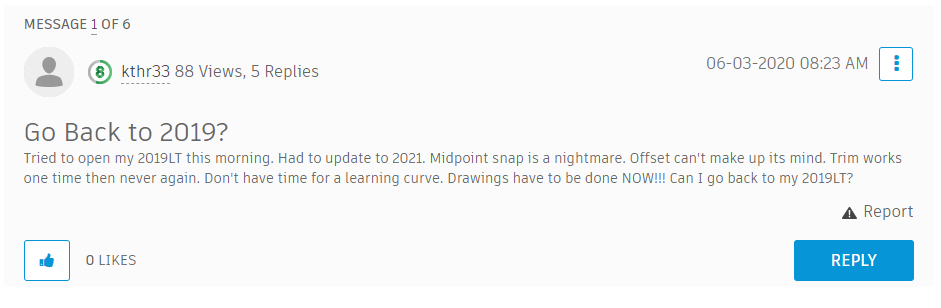 MESSAGE 1 OF 6
8 kthr33 88 Views, 5 Replies
06-03-2020 08:23 AM
Go Back to 2019?
Tried to open my 2019LT this morning. Had to update to 2021. Midpoint snap is a nightmare. Offset can't make up its mind. Trim works
one time then never again. Don't have time for a learning curve. Drawings have to be done NOW!!! Can I go back to my 2019LT?
Report
0 LIKES
REPLY